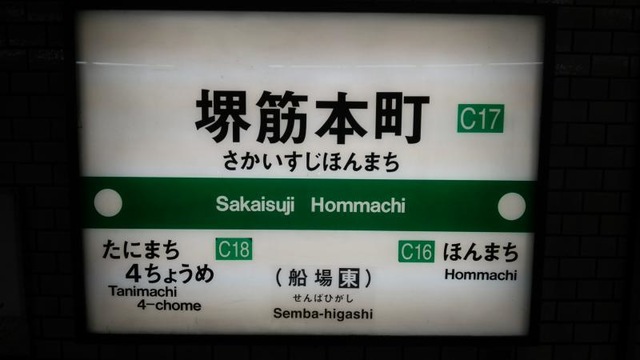 堺筋本町 C17
さかいすじほんまち
Sakaisuji Hommachi
たにまち
4ちょうめ
C18
Tanimachi
4-chome
(船場東)
せんばひがし
Semba-higashi
C16 ほんまち
Hommachi